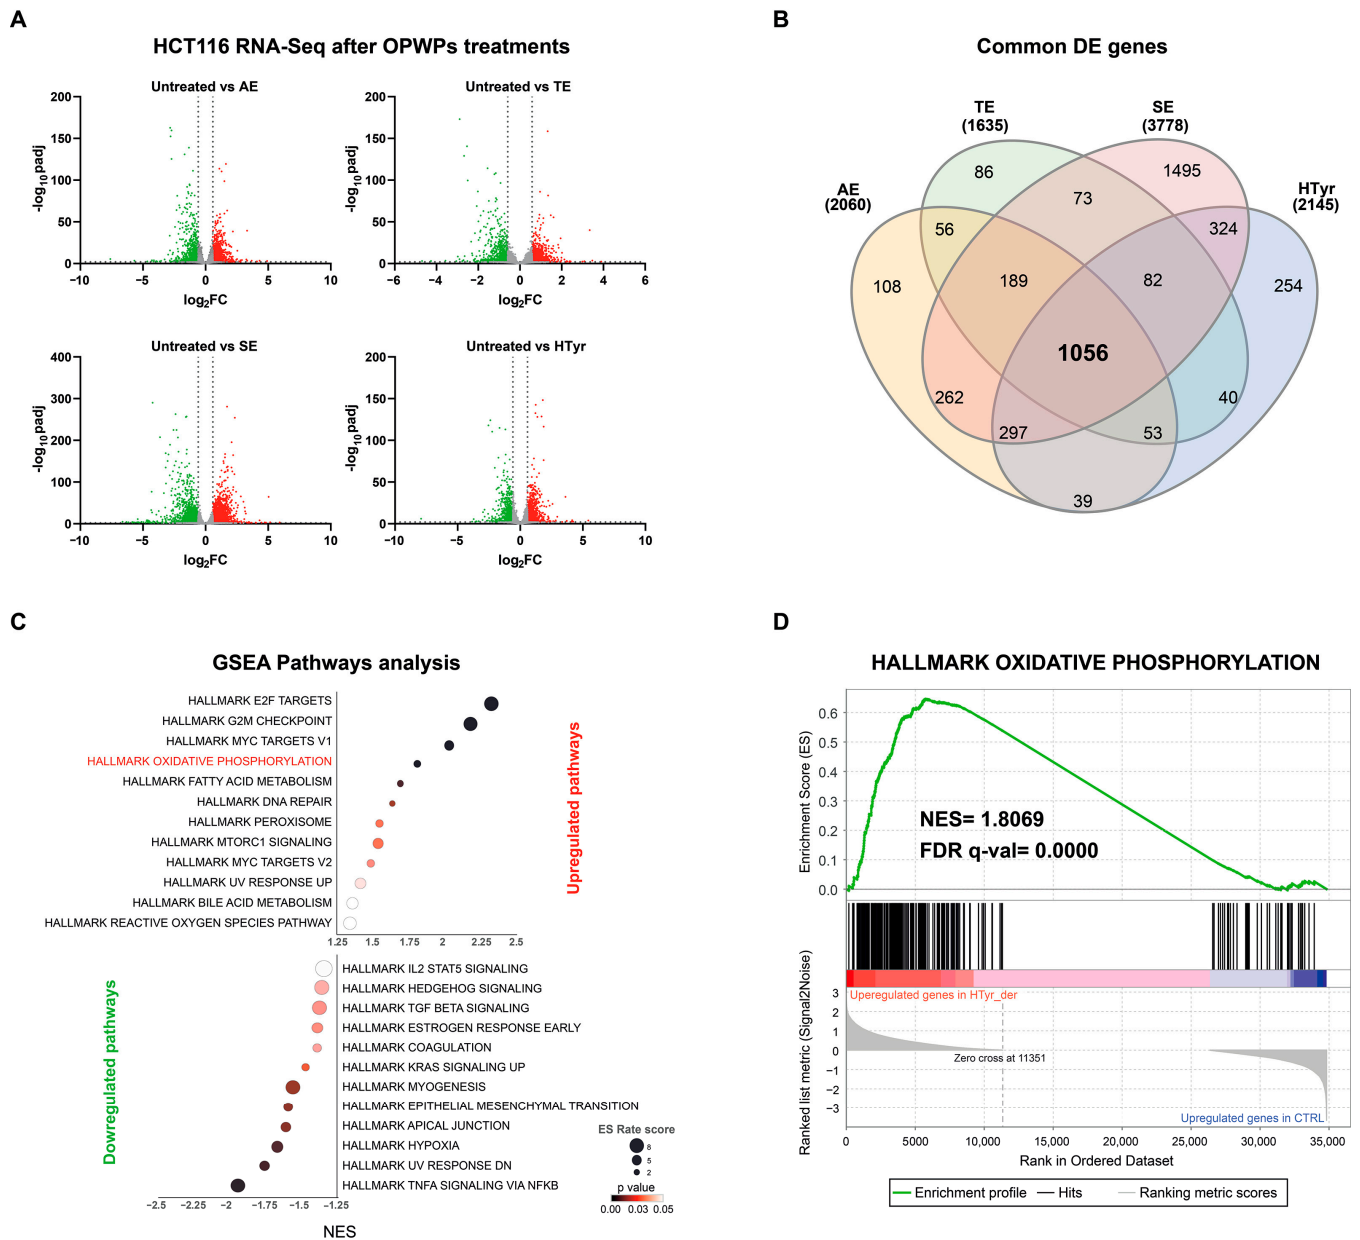 A
HCT116 RNA-Seq after OPWPs treatments
Untreated vs AE
200
150
100
50
0
-log10padj
−10
−5
0
5
10
log2FC
Untreated vs TE
200
150
100
50
0
-log10padj
−6
−4
−2
0
2
4
6
log2FC
Untreated vs SE
400
300
200
100
0
-log10padj
−10
−5
0
5
10
log2FC
Untreated vs HTyr
200
150
100
50
0
-log10padj
−10
−5
0
5
10
log2FC
B
Common DE genes
TE
(1635)
SE
(3778)
AE
(2060)
HTyr
(2145)
86
1495
73
56
324
108
189
82
254
1056
262
40
297
53
39
C
GSEA Pathways analysis
HALLMARK E2F TARGETS
HALLMARK G2M CHECKPOINT
HALLMARK MYC TARGETS V1
HALLMARK OXIDATIVE PHOSPHORYLATION
HALLMARK FATTY ACID METABOLISM
HALLMARK DNA REPAIR
HALLMARK PEROXISOME
HALLMARK MTORC1 SIGNALING
HALLMARK MYC TARGETS V2
HALLMARK UV RESPONSE UP
HALLMARK BILE ACID METABOLISM
HALLMARK REACTIVE OXYGEN SPECIES PATHWAY
1.25
1.5
1.75
2
2.25
2.5
Upregulated pathways
HALLMARK IL2 STAT5 SIGNALING
HALLMARK HEDGEHOG SIGNALING
HALLMARK TGF BETA SIGNALING
HALLMARK ESTROGEN RESPONSE EARLY
HALLMARK COAGULATION
HALLMARK KRAS SIGNALING UP
HALLMARK MYOGENESIS
HALLMARK EPITHELIAL MESENCHYMAL TRANSITION
HALLMARK APICAL JUNCTION
HALLMARK HYPOXIA
HALLMARK UV RESPONSE DN
HALLMARK TNFA SIGNALING VIA NFKB
Dowregulated pathways
−2.5
−2.25
−2
−1.75
−1.5
−1.25
NES
ES Rate score
8
5
2
p value
0.00
0.03
0.05
D
HALLMARK OXIDATIVE PHOSPHORYLATION
Enrichment Score (ES)
0.6
0.5
0.4
0.3
0.2
0.1
0.0
NES= 1.8069
FDR q-val= 0.0000
Ranked list metric (Signal2Noise)
3
2
1
0
−1
−2
−3
Uperegulated genes in HTyr_der
Zero cross at 11351
Upregulated genes in CTRL
0
5000
10,000
15,000
20,000
25,000
30,000
35,000
Rank in Ordered Dataset
Enrichment profile
Hits
Ranking metric scores